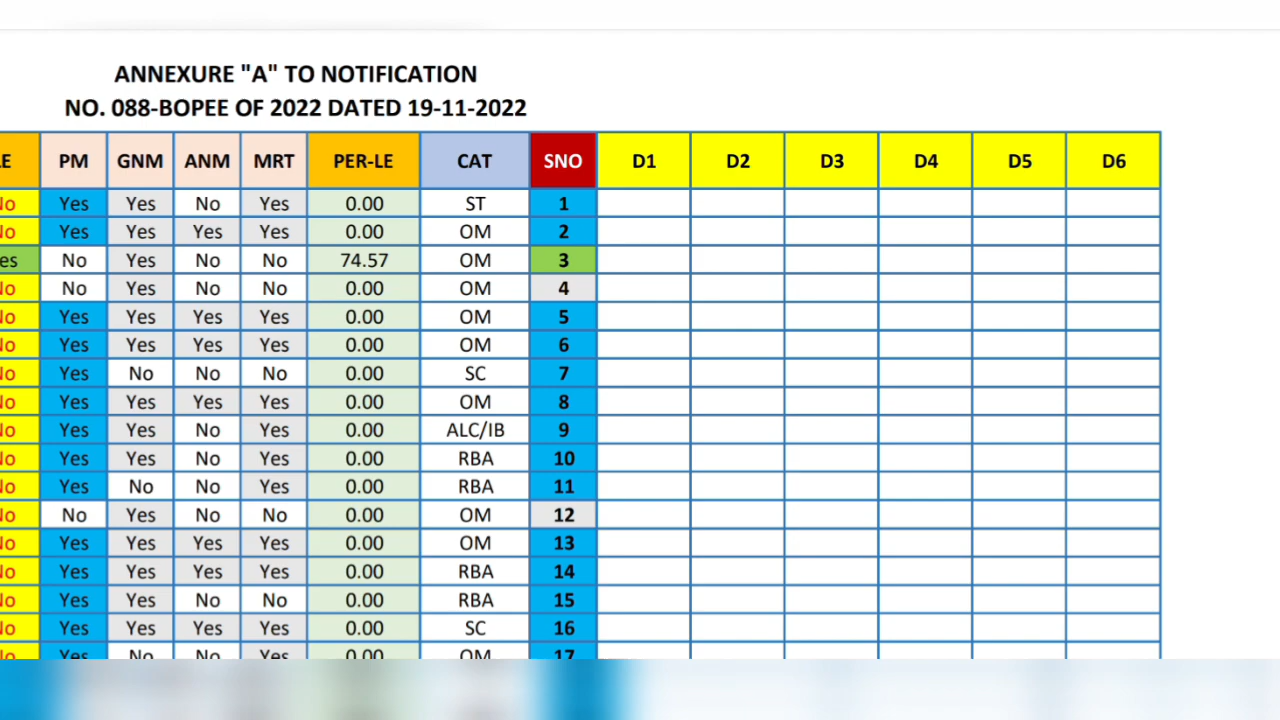 ANNEXURE "A" TO NOTIFICATION
NO. 088-BOPEE OF 2022 DATED 19-11-2022
PM GNM ANM MRT PER-LE CAT SNO D1 D2 D3 D4 D5 D6
Yes Yes No Yes 0.00 ST 1
Yes Yes Yes Yes 0.00 OM 2
No Yes No No 74.57 OM 3
No Yes No No 0.00 OM 4
Yes Yes Yes Yes 0.00 OM 5
Yes Yes Yes Yes 0.00 OM 6
Yes No No No 0.00 SC 7
Yes Yes Yes Yes 0.00 OM 8
Yes Yes No Yes 0.00 ALC/IB 9
Yes Yes No Yes 0.00 RBA 10
Yes No No Yes 0.00 RBA 11
No Yes No No 0.00 OM 12
Yes Yes Yes Yes 0.00 OM 13
Yes Yes Yes Yes 0.00 RBA 14
Yes Yes No No 0.00 RBA 15
Yes Yes Yes Yes 0.00 SC 16
Yes No No Yes 0.00 OM 17